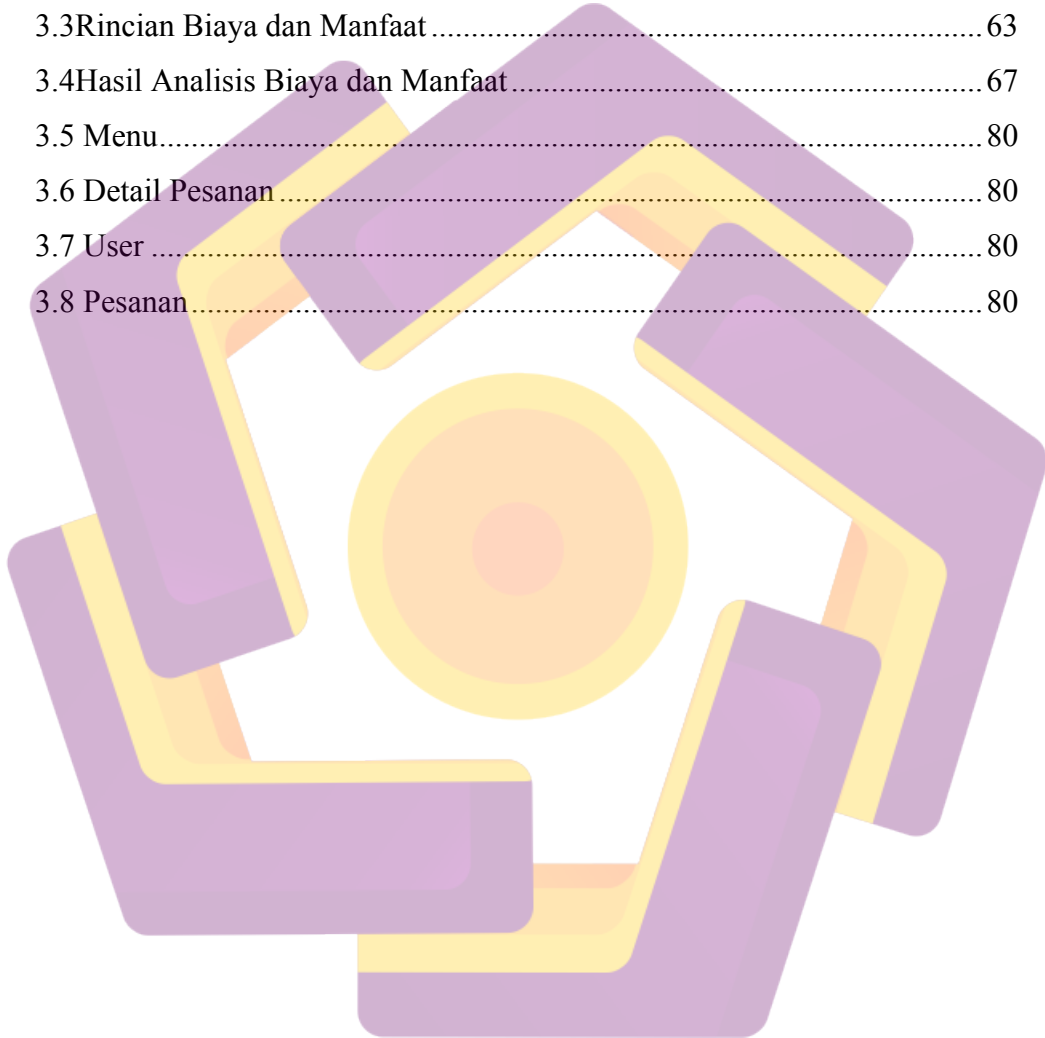 3.3Rincian Biaya dan Manfaat ...................................................................... 63
3.4Hasil Analisis Biaya dan Manfaat............................................................ 67
3.5 Menu........................................................................................................ 80
3.6 Detail Pesanan ......................................................................................... 80
3.7 User ......................................................................................................... 80
3.8 Pesanan.................................................................................................... 80